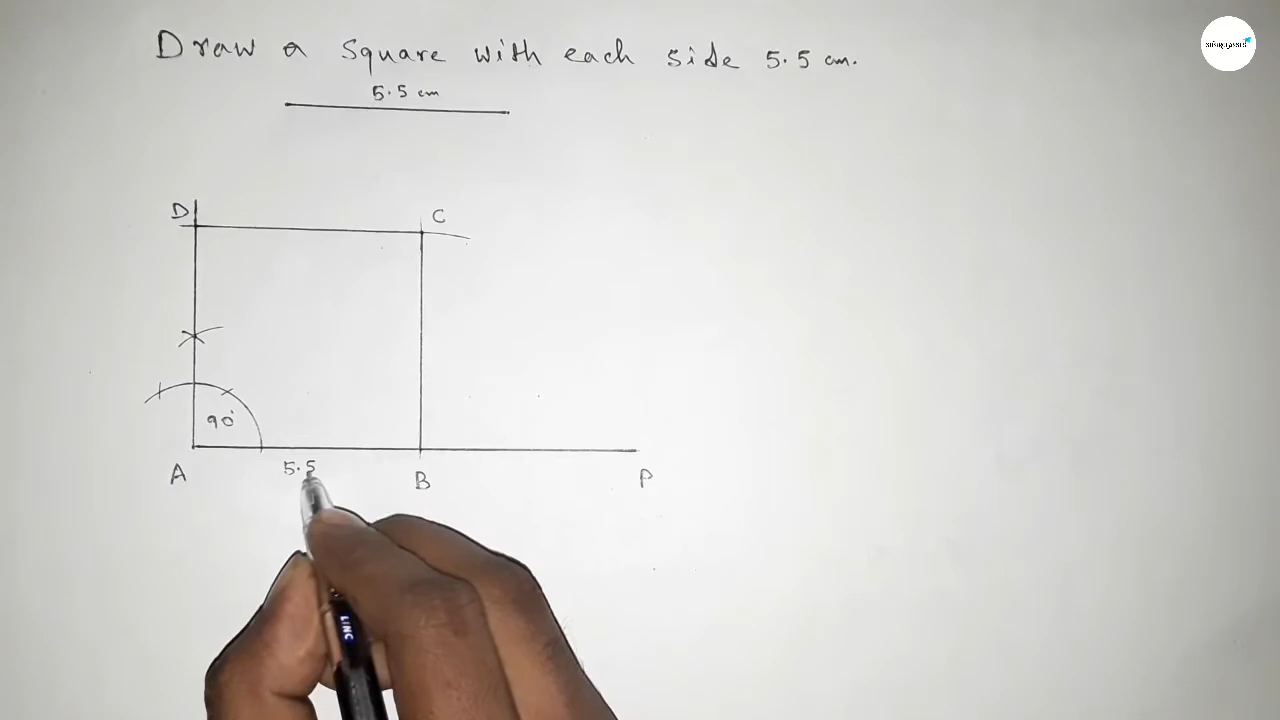 Draw a square with each side 5.5 cm.
5.5 cm
D
C
90°
5.5
A
B
P
LINC